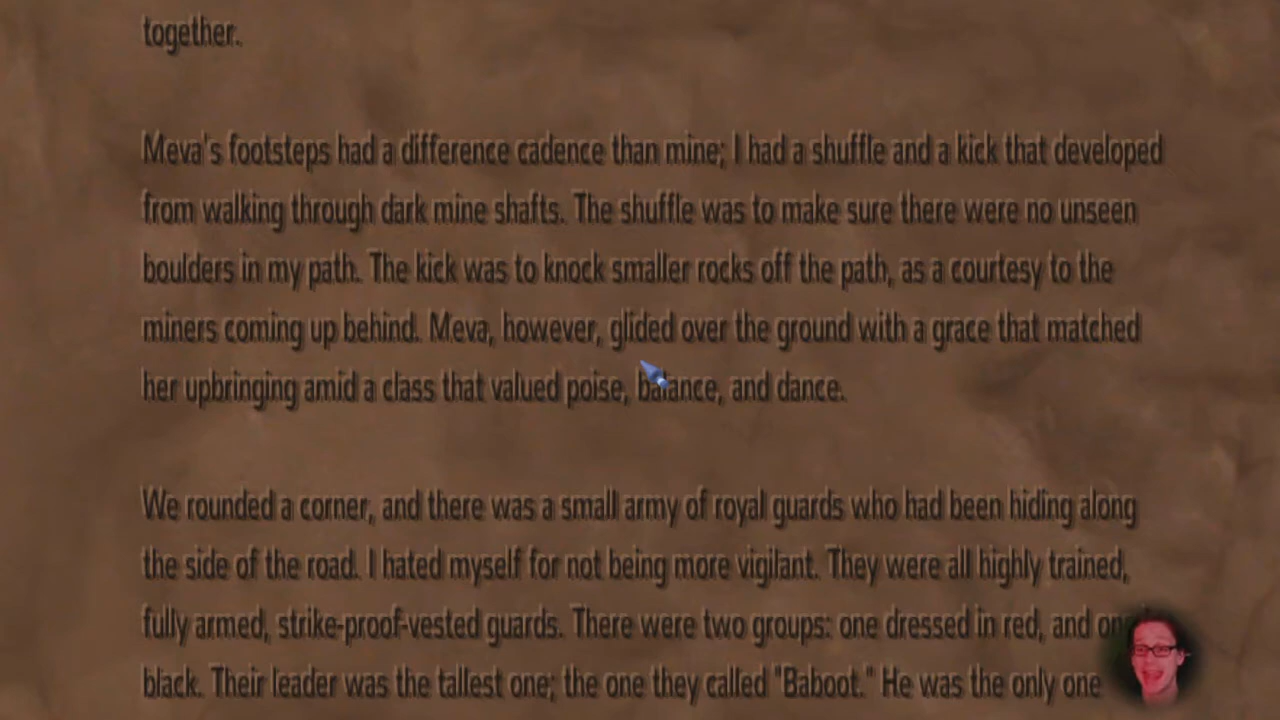 together.
Meva's footsteps had a difference cadence than mine; I had a shuffle and a kick that developed
from walking through dark mine shafts. The shuffle was to make sure there were no unseen
boulders in my path. The kick was to knock smaller rocks off the path, as a courtesy to the
miners coming up behind. Meva, however, glided over the ground with a grace that matched
her upbringing amid a class that valued poise, balance, and dance.
We rounded a corner, and there was a small army of royal guards who had been hiding along
the side of the road. I hated myself for not being more vigilant. They were all highly trained,
fully armed, strike-proof-vested guards. There were two groups: one dressed in red, and
black. Their leader was the tallest one; the one they called "Baboot." He was the only one